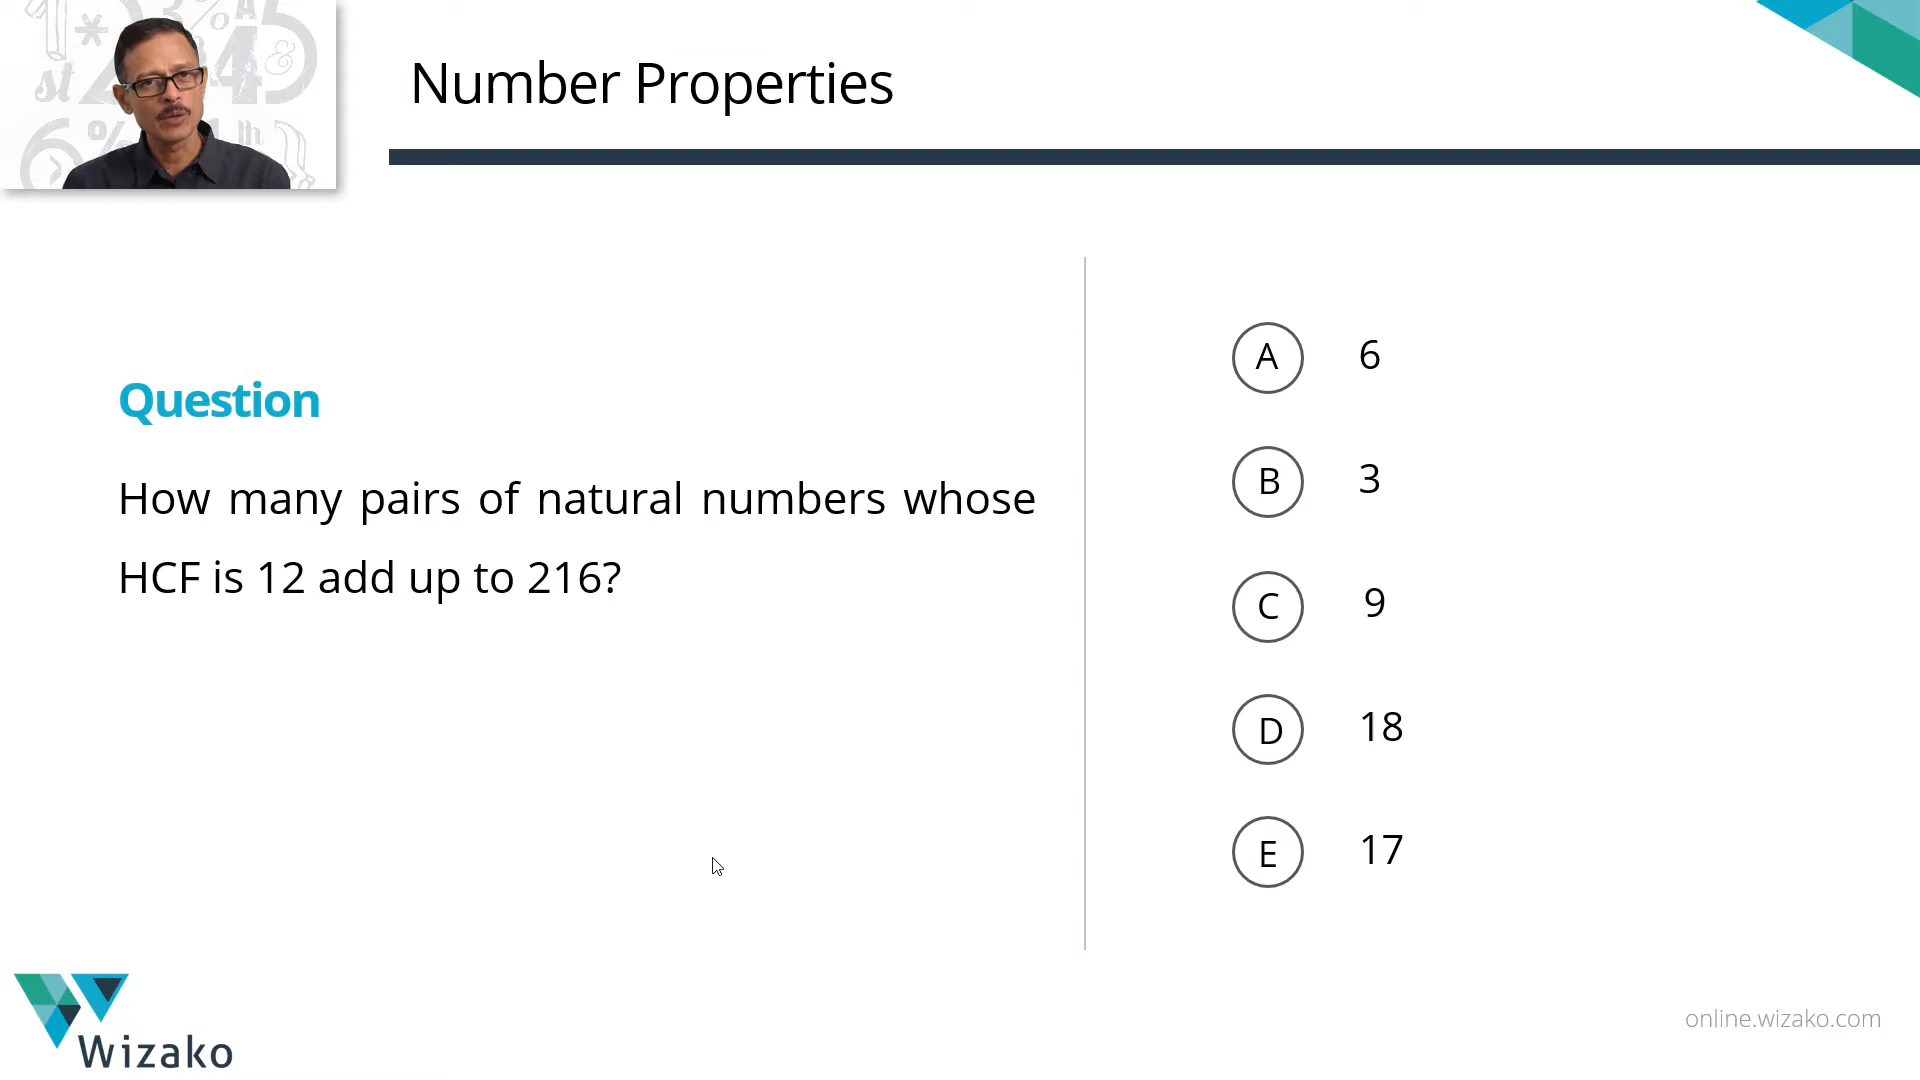 Number Properties
Question
How many pairs of natural numbers whose
HCF is 12 add up to 216?
A 6
B 3
C 9
D 18
E 17
Wizako
online.wizako.com